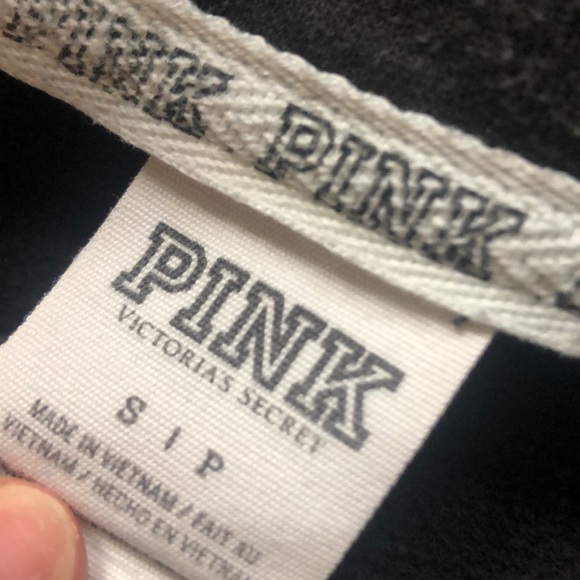 PINK
PINK
PINK
VICTORIA'S SECRET
S | P
MADE IN VIETNAM / FAIT AU
VIETNAM / HECHO EN VIETNAM